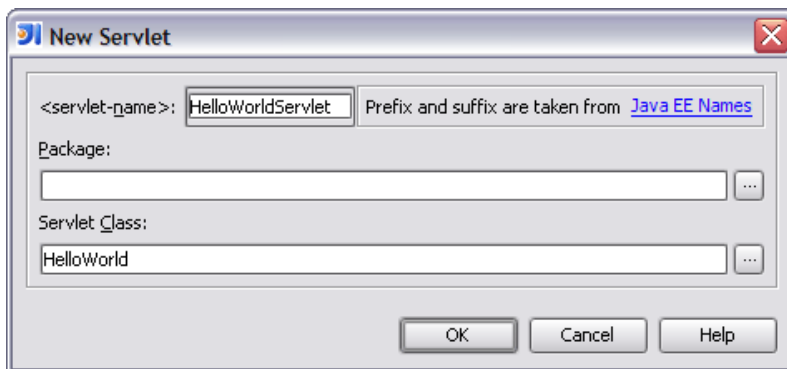 New Servlet
<servlet-name>: HelloWorldServlet Prefix and suffix are taken from Java EE Names
Package:
...
Servlet Class:
HelloWorld ...
OK Cancel Help